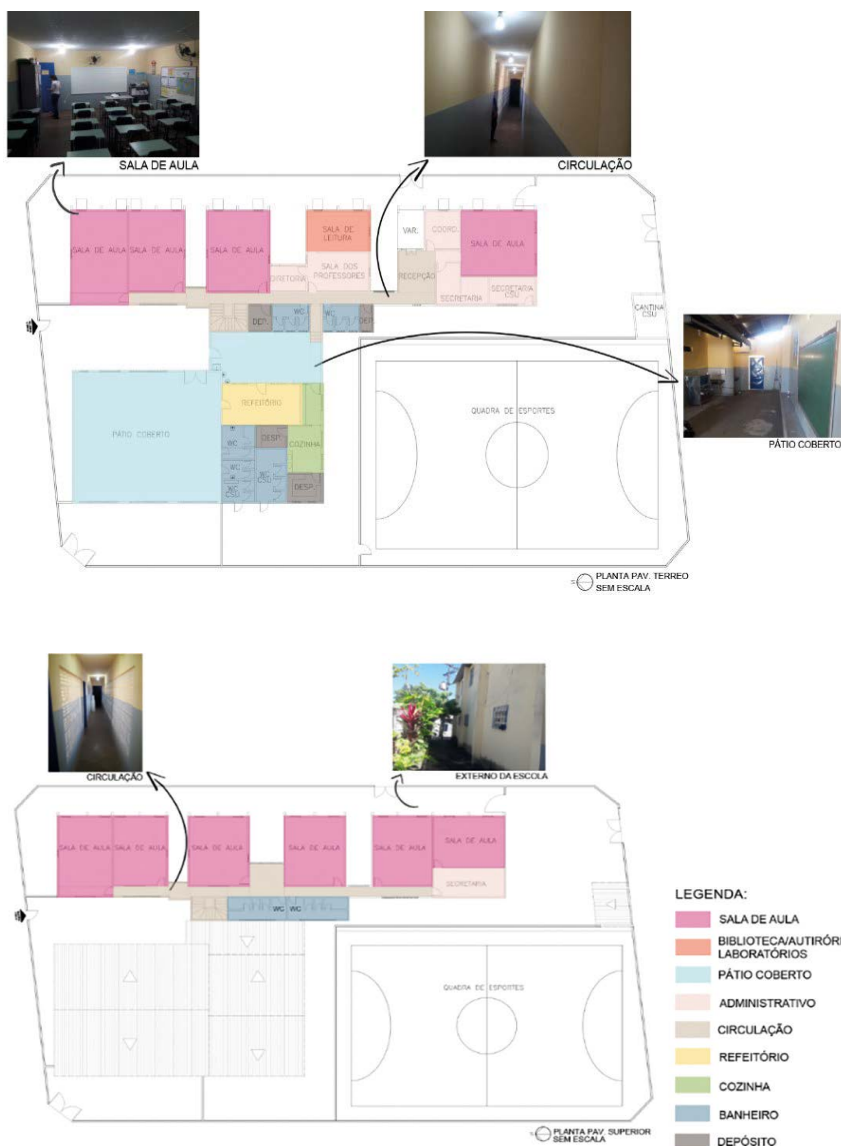 SALA DE AULA
CIRCULAÇÃO
SALA DE AULA
SALA DE AULA
SALA DE AULA
SALA DE
LEITURA
VAR.
COORD.
SALA DE AULA
DIRETORIA
SALA DOS
PROFESSORES
RECEPÇÃO
SECRETARIA
SECRETARIA
CSU
CANTINA
CSU
DEP.
WC
WC
DEP.
REFEITÓRIO
QUADRA DE ESPORTES
PÁTIO COBERTO
PÁTIO COBERTO
WC
DESP.
COZINHA
WC
WC
CSU
WC
CSU
DESP.
PLANTA PAV. TERREO
SEM ESCALA
CIRCULAÇÃO
EXTERNO DA ESCOLA
SALA DE AULA
SALA DE AULA
SALA DE AULA
SALA DE AULA
SALA DE AULA
SALA DE AULA
SECRETARIA
WC
WC
QUADRA DE ESPORTES
LEGENDA:
SALA DE AULA
BIBLIOTECA/AUTIRÓRI
LABORATÓRIOS
PÁTIO COBERTO
ADMINISTRATIVO
CIRCULAÇÃO
REFEITÓRIO
COZINHA
BANHEIRO
DEPÓSITO
PLANTA PAV. SUPERIOR
SEM ESCALA